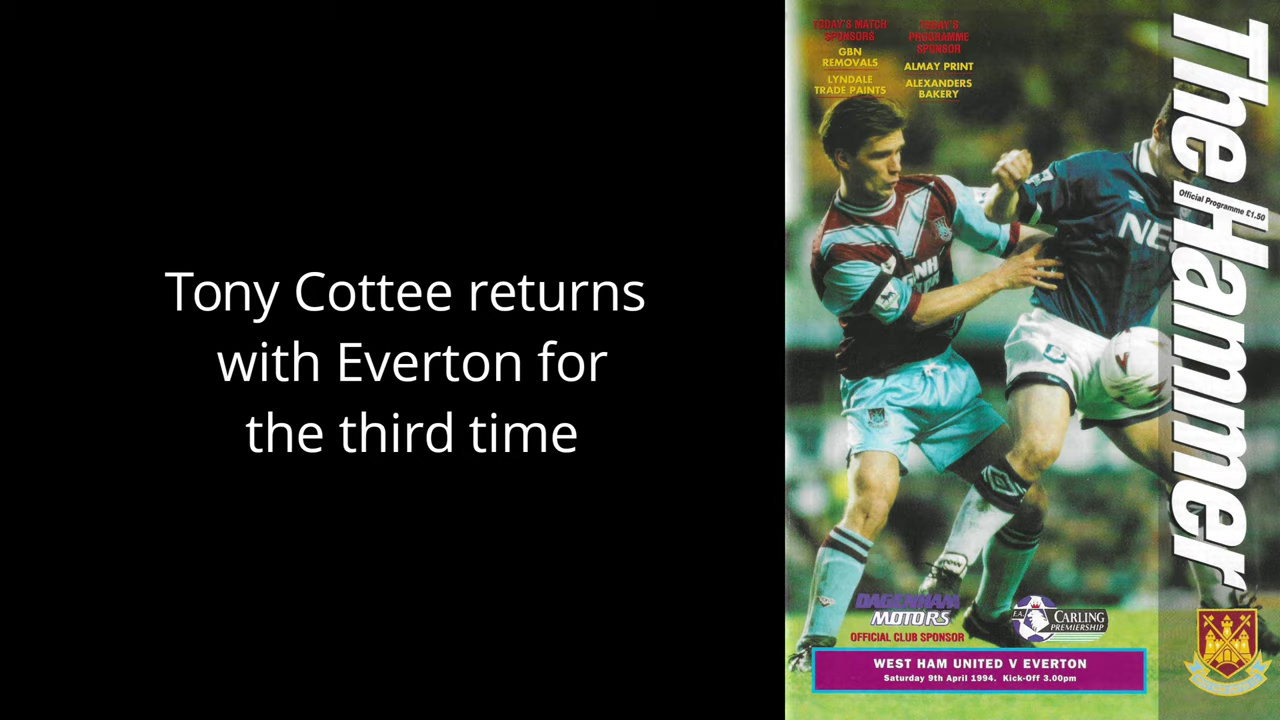 Tony Cottee returns
with Everton for
the third time
TODAY'S MATCH
SPONSORS
GBN
REMOVALS
LYNDALE
TRADE PAINTS
TODAY'S
PROGRAMME
SPONSOR
ALMAY PRINT
ALEXANDERS
BAKERY
The Hammer
Official Programme £1.50
NE
DAGENHAM
MOTORS
OFFICIAL CLUB SPONSOR
F.A.
CARLING
PREMIERSHIP
WEST HAM UNITED V EVERTON
Saturday 9th April 1994. Kick-Off 3.00pm